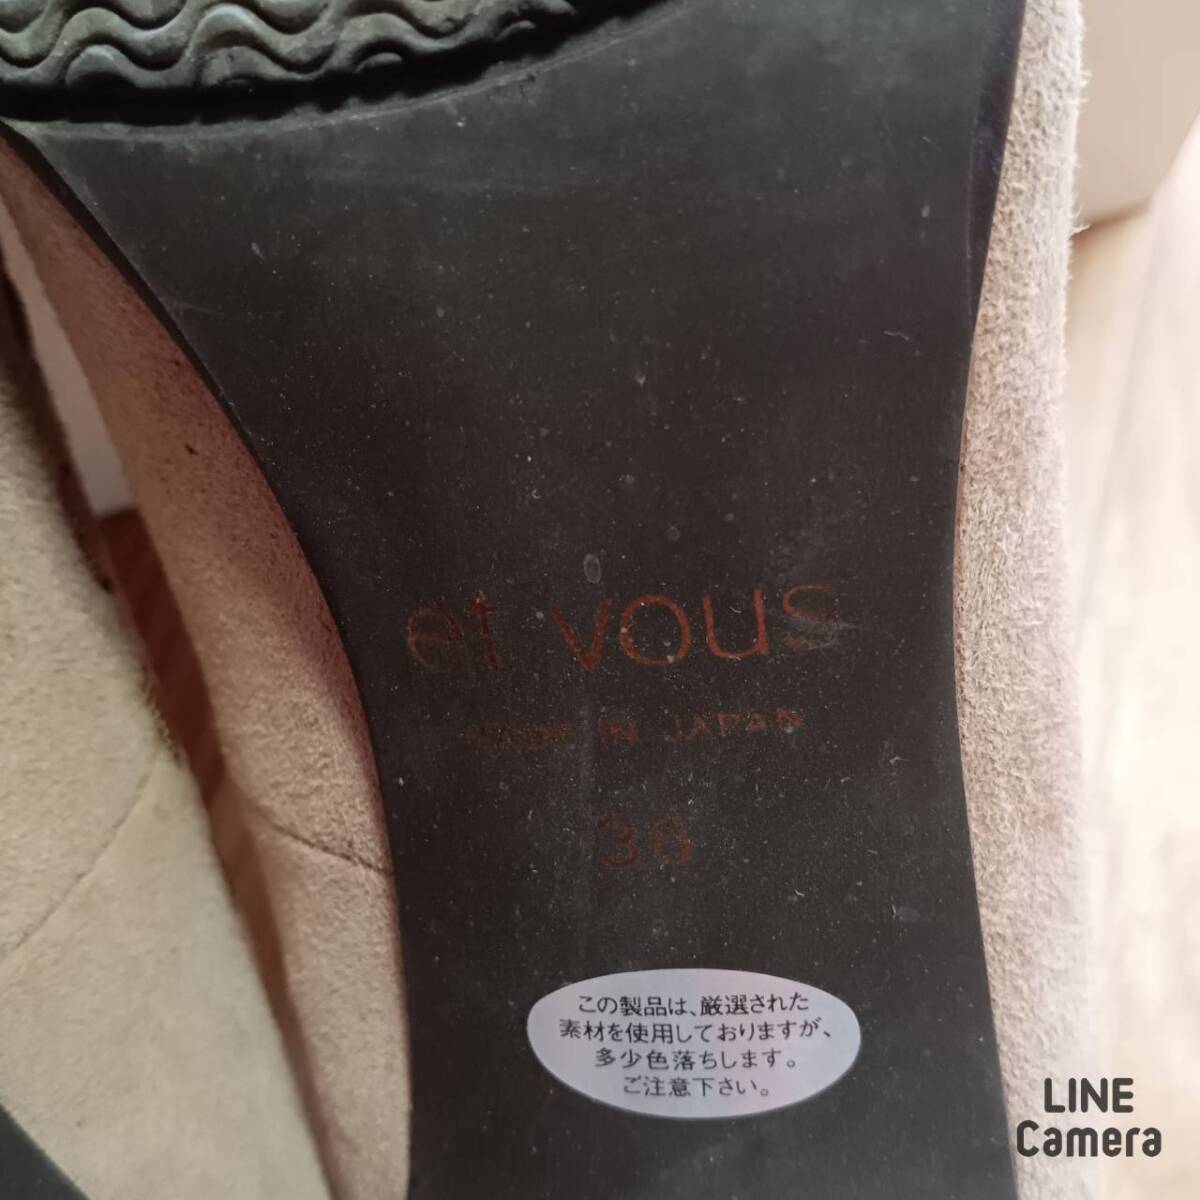 et vous
MADE IN JAPAN
36
この製品は、厳選された
素材を使用しておりますが、
多少色落ちします。
ご注意下さい。
LINE
Camera